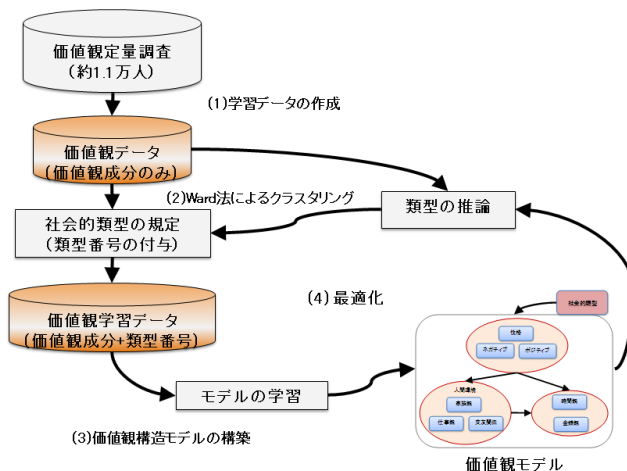 価値観定量調査
(約1.1万人)
(1)学習データの作成
価値観データ
(価値観成分のみ)
(2)Ward法によるクラスタリング
類型の推論
社会的類型の規定
(類型番号の付与)
(4)最適化
社会的類型
価値観学習データ
(価値観成分+類型番号)
性格
ネガティブ
ポジティブ
人間環境
家族観
時間観
仕事観
交友関係
金銭観
モデルの学習
(3)価値観構造モデルの構築
価値観モデル